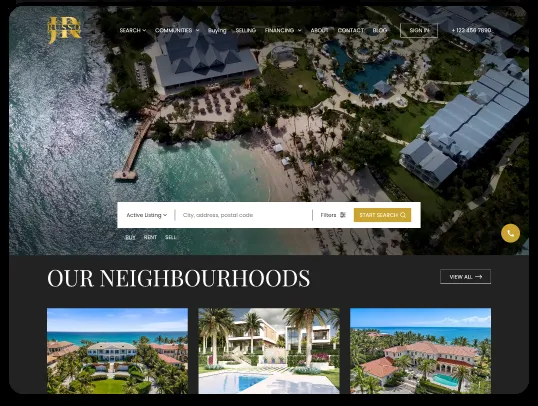 JR
RUSSO
SEARCH COMMUNITIES Buying SELLING FINANCING ABOUT CONTACT BLOG SIGN IN + 123 456 7890
Active Listing City, address, postal code Filters START SEARCH
BUY RENT SELL
OUR NEIGHBOURHOODS
VIEW ALL